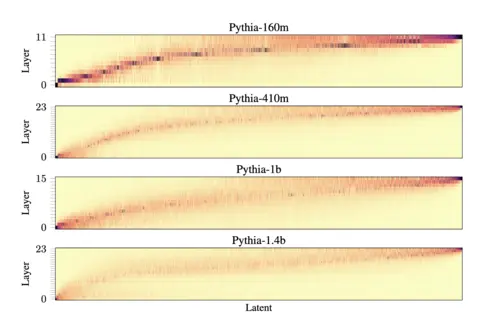 Pythia-160m
11
Layer
0
Pythia-410m
23
Layer
0
Pythia-1b
15
Layer
0
Pythia-1.4b
23
Layer
0
Latent